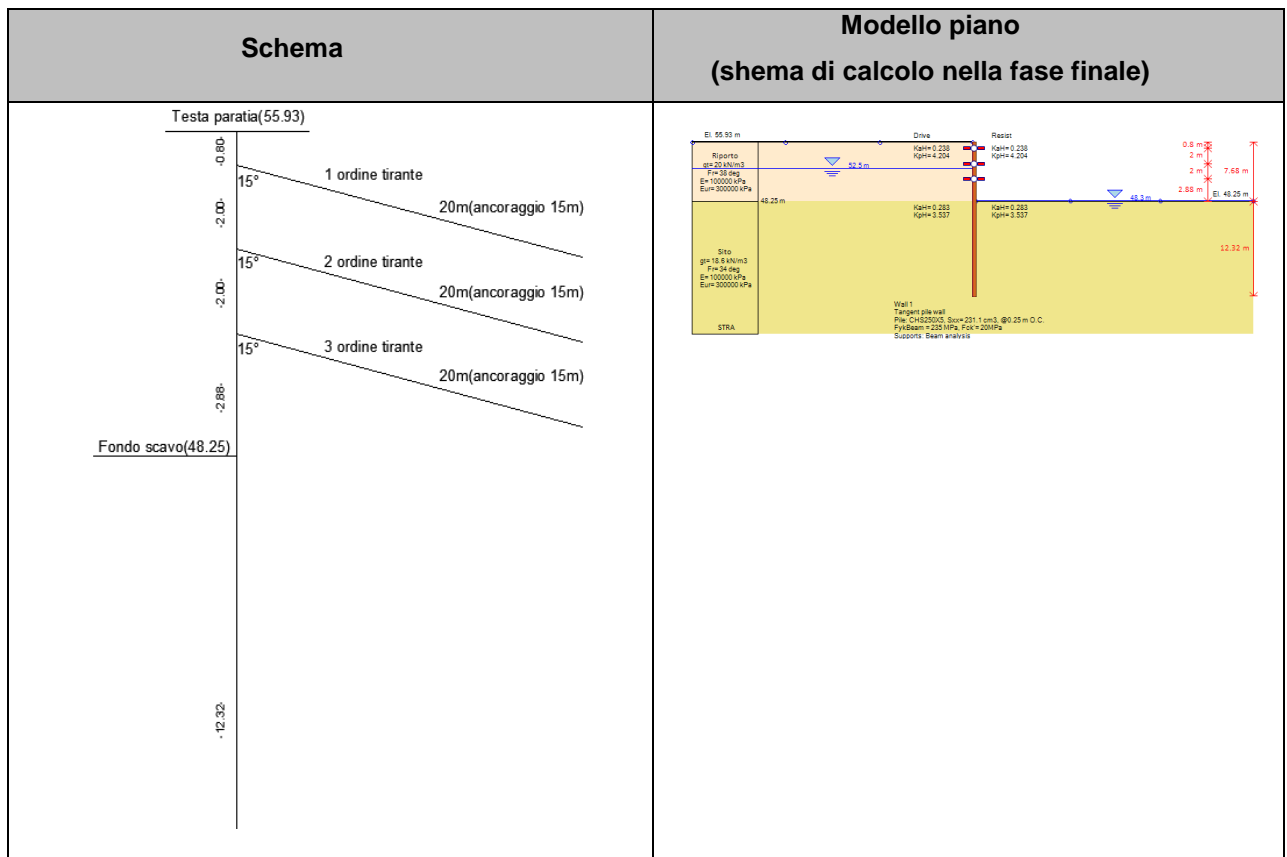 Schema
Modello piano
(shema di calcolo nella fase finale)
Testa paratia(55.93)
-0.80-
15°
1 ordine tirante
20m(ancoraggio 15m)
-2.00-
15°
2 ordine tirante
20m(ancoraggio 15m)
-2.00-
15°
3 ordine tirante
20m(ancoraggio 15m)
-2.88-
Fondo scavo(48.25)
-12.32-
El. 55.93 m
Drive
Resist
KaH= 0.238
KpH= 4.204
KaH= 0.238
KpH= 4.204
Riporto
gt= 20 kN/m3
Fr= 38 deg
E= 100000 kPa
Eur= 300000 kPa
52.5 m
0.8 m
2 m
2 m
7.68 m
2.88 m
El. 48.25 m
48.25 m
48.3 m
KaH= 0.283
KpH= 3.537
KaH= 0.283
KpH= 3.537
12.32 m
Sito
gt= 18.6 kN/m3
Fr= 34 deg
E= 100000 kPa
Eur= 300000 kPa
STRA
Wall 1
Tangent pile wall
Pile: CHS250X5, Sxx= 231.1 cm3, @0.25 m O.C.
FykBeam = 235 MPa, Fck'= 20MPa
Supports: Beam analysis